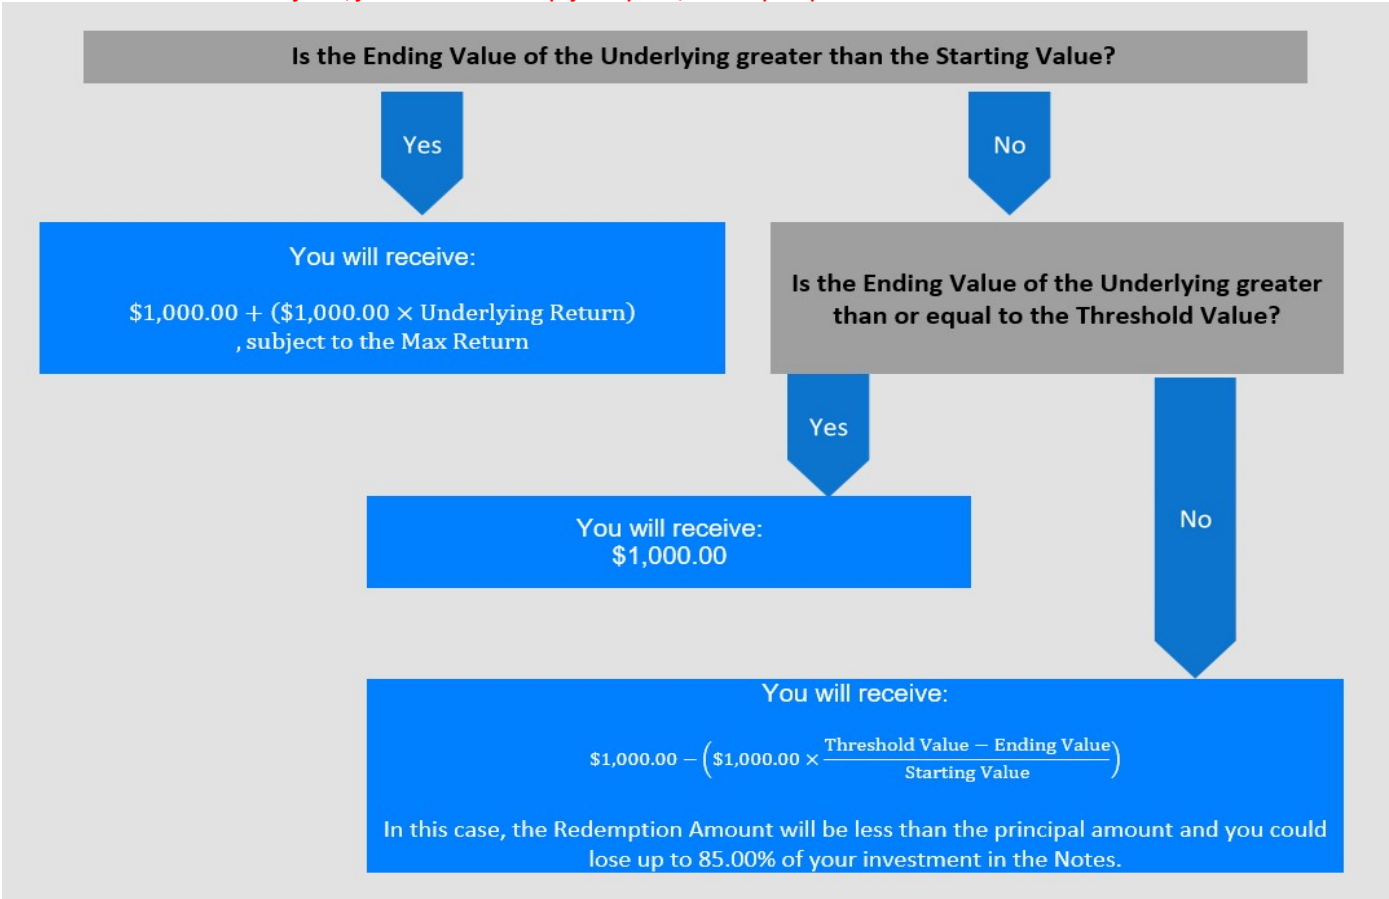 Is the Ending Value of the Underlying greater than the Starting Value?
Yes
No
You will receive:
$1,000.00 + ($1,000.00 × Underlying Return)
, subject to the Max Return
Is the Ending Value of the Underlying greater
than or equal to the Threshold Value?
Yes
No
You will receive:
$1,000.00
You will receive:
$1,000.00 − ($1,000.00 × Threshold Value − Ending Value
Starting Value)
In this case, the Redemption Amount will be less than the principal amount and you could
lose up to 85.00% of your investment in the Notes.